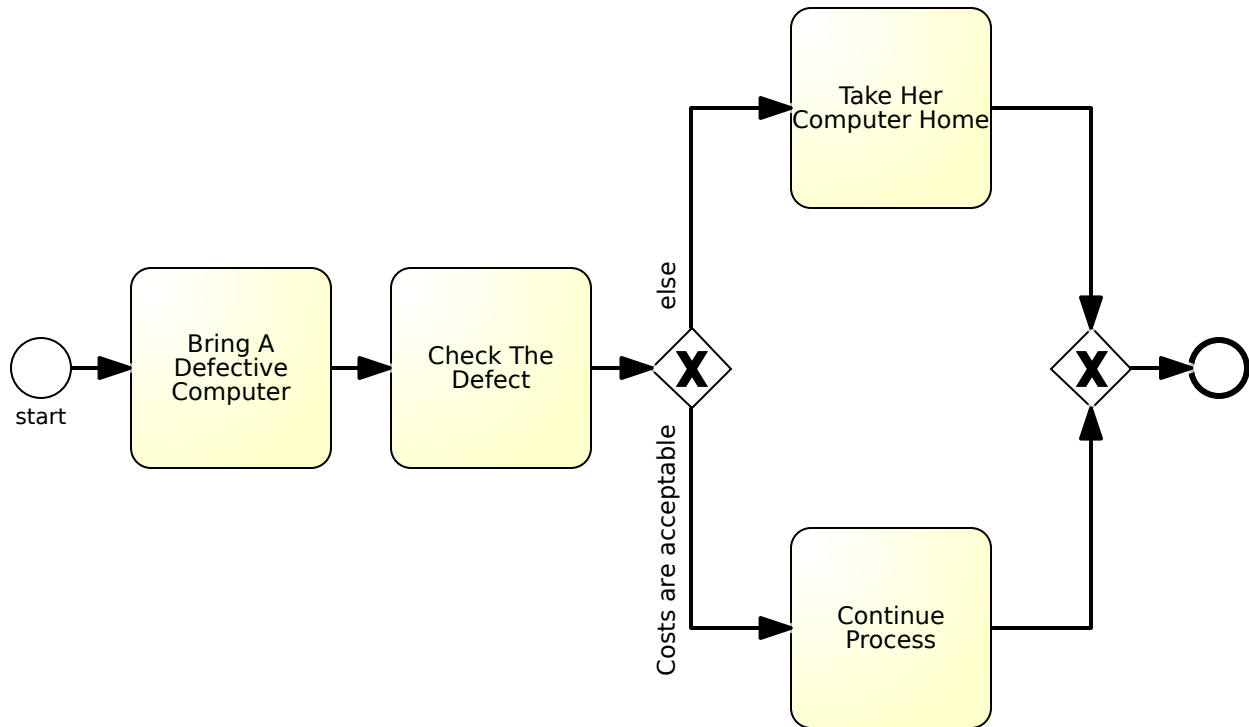 start
Bring A
Defective
Computer
Check The
Defect
else
Costs are acceptable
Take Her
Computer Home
Continue
Process